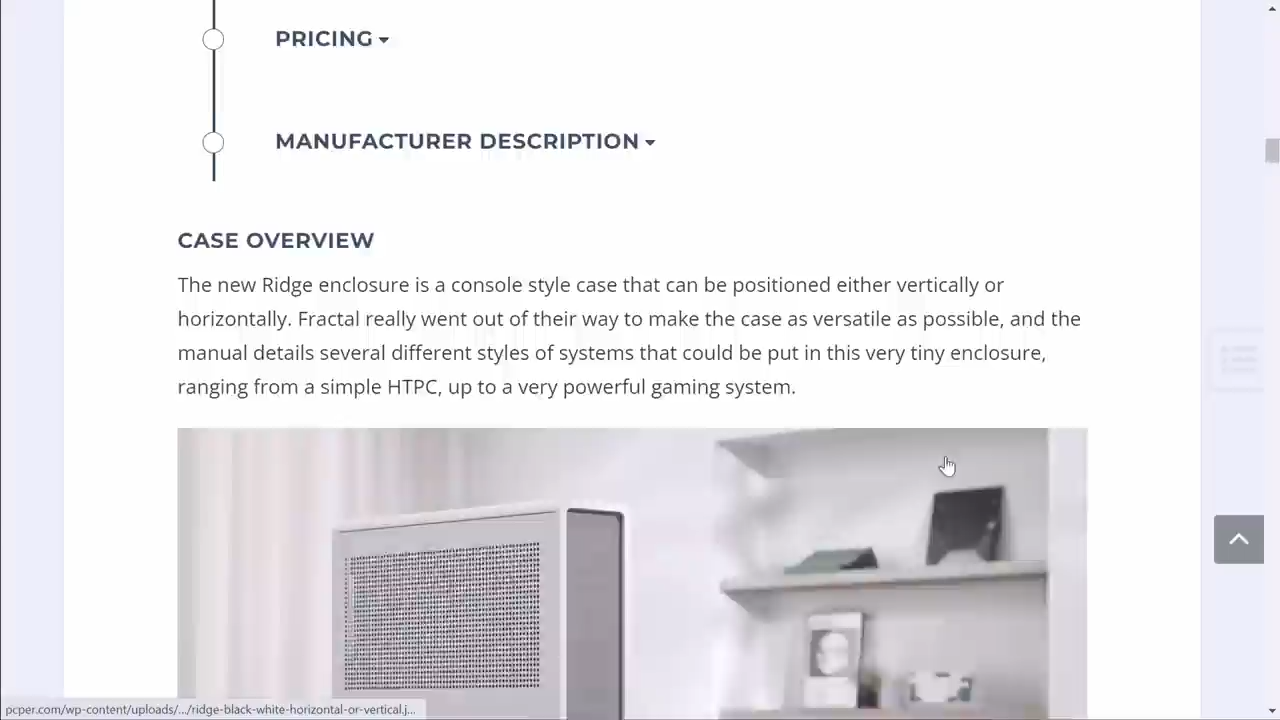 PRICING
MANUFACTURER DESCRIPTION
CASE OVERVIEW
The new Ridge enclosure is a console style case that can be positioned either vertically or
horizontally. Fractal really went out of their way to make the case as versatile as possible, and the
manual details several different styles of systems that could be put in this very tiny enclosure,
ranging from a simple HTPC, up to a very powerful gaming system.
pcper.com/wp-content/uploads/.../ridge-black-white-horizontal-or-vertical.j...